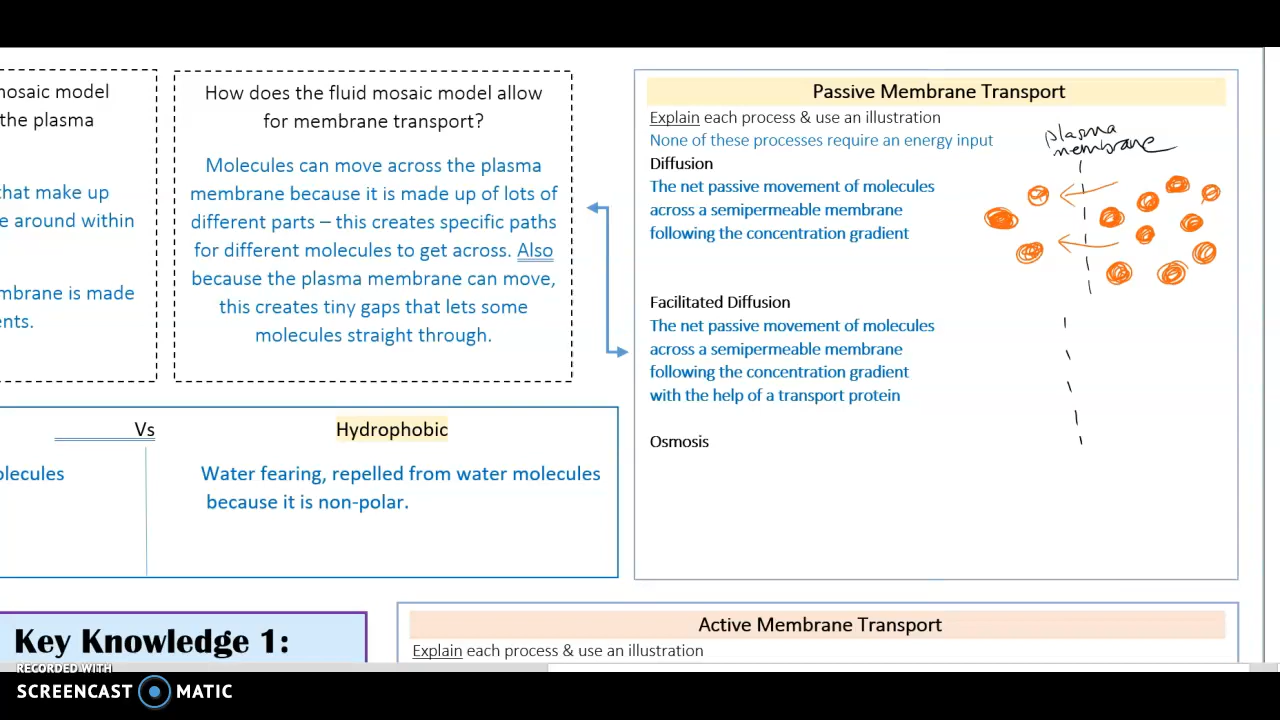 nosaic model
the plasma
that make up
e around within
mbrane is made
ents.
How does the fluid mosaic model allow
for membrane transport?
Molecules can move across the plasma
membrane because it is made up of lots of
different parts – this creates specific paths
for different molecules to get across. Also
because the plasma membrane can move,
this creates tiny gaps that lets some
molecules straight through.
Passive Membrane Transport
Explain each process & use an illustration
None of these processes require an energy input
plasma
membrane
Diffusion
The net passive movement of molecules
across a semipermeable membrane
following the concentration gradient
Facilitated Diffusion
The net passive movement of molecules
across a semipermeable membrane
following the concentration gradient
with the help of a transport protein
Osmosis
Vs
Hydrophobic
olecules
Water fearing, repelled from water molecules
because it is non-polar.
Key Knowledge 1:
Active Membrane Transport
Explain each process & use an illustration
RECORDED WITH
SCREENCAST MATIC